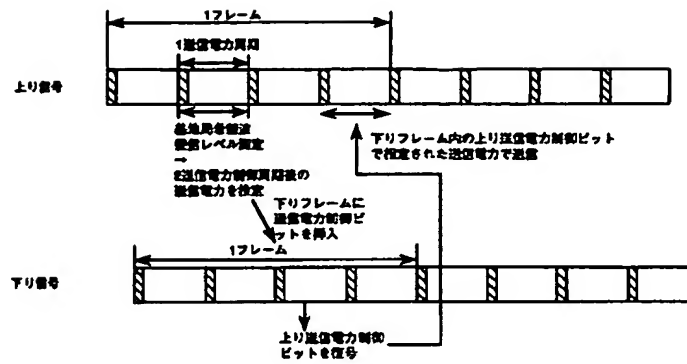 1フレーム
1送信電力周期
上り信号
基地局希望波
受信レベル測定
→
2送信電力制御周期後の
送信電力を決定
下りフレーム内の上り送信電力制御ビット
で指定された送信電力で送信
下りフレームに
送信電力制御ビ
ットを挿入
1フレーム
下り信号
上り送信電力制御
ビットを復号